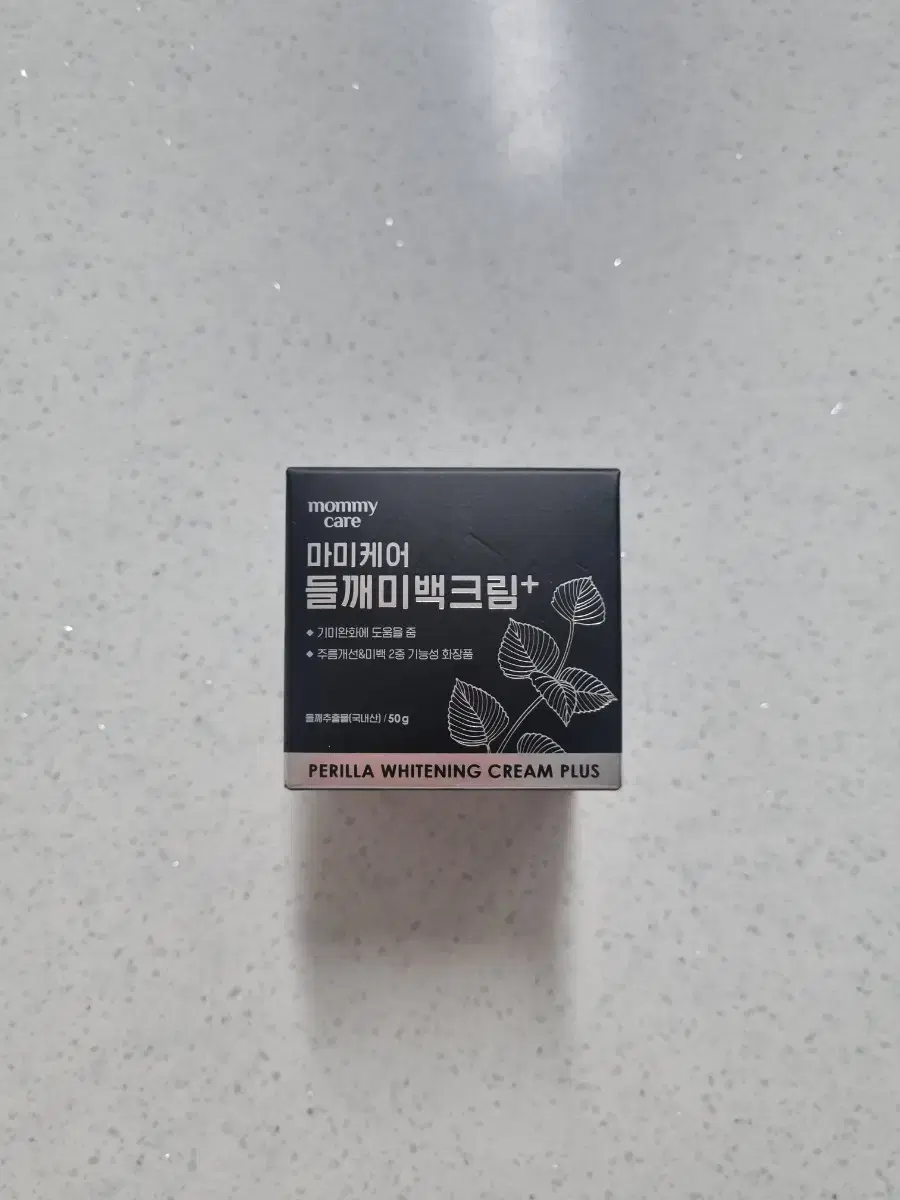 mommy
care
마미케어
들깨미백크림+
◆ 기미완화에 도움을 줌
◆ 주름개선&미백 2중 기능성 화장품
들깨추출물(국내산) / 50g
PERILLA WHITENING CREAM PLUS